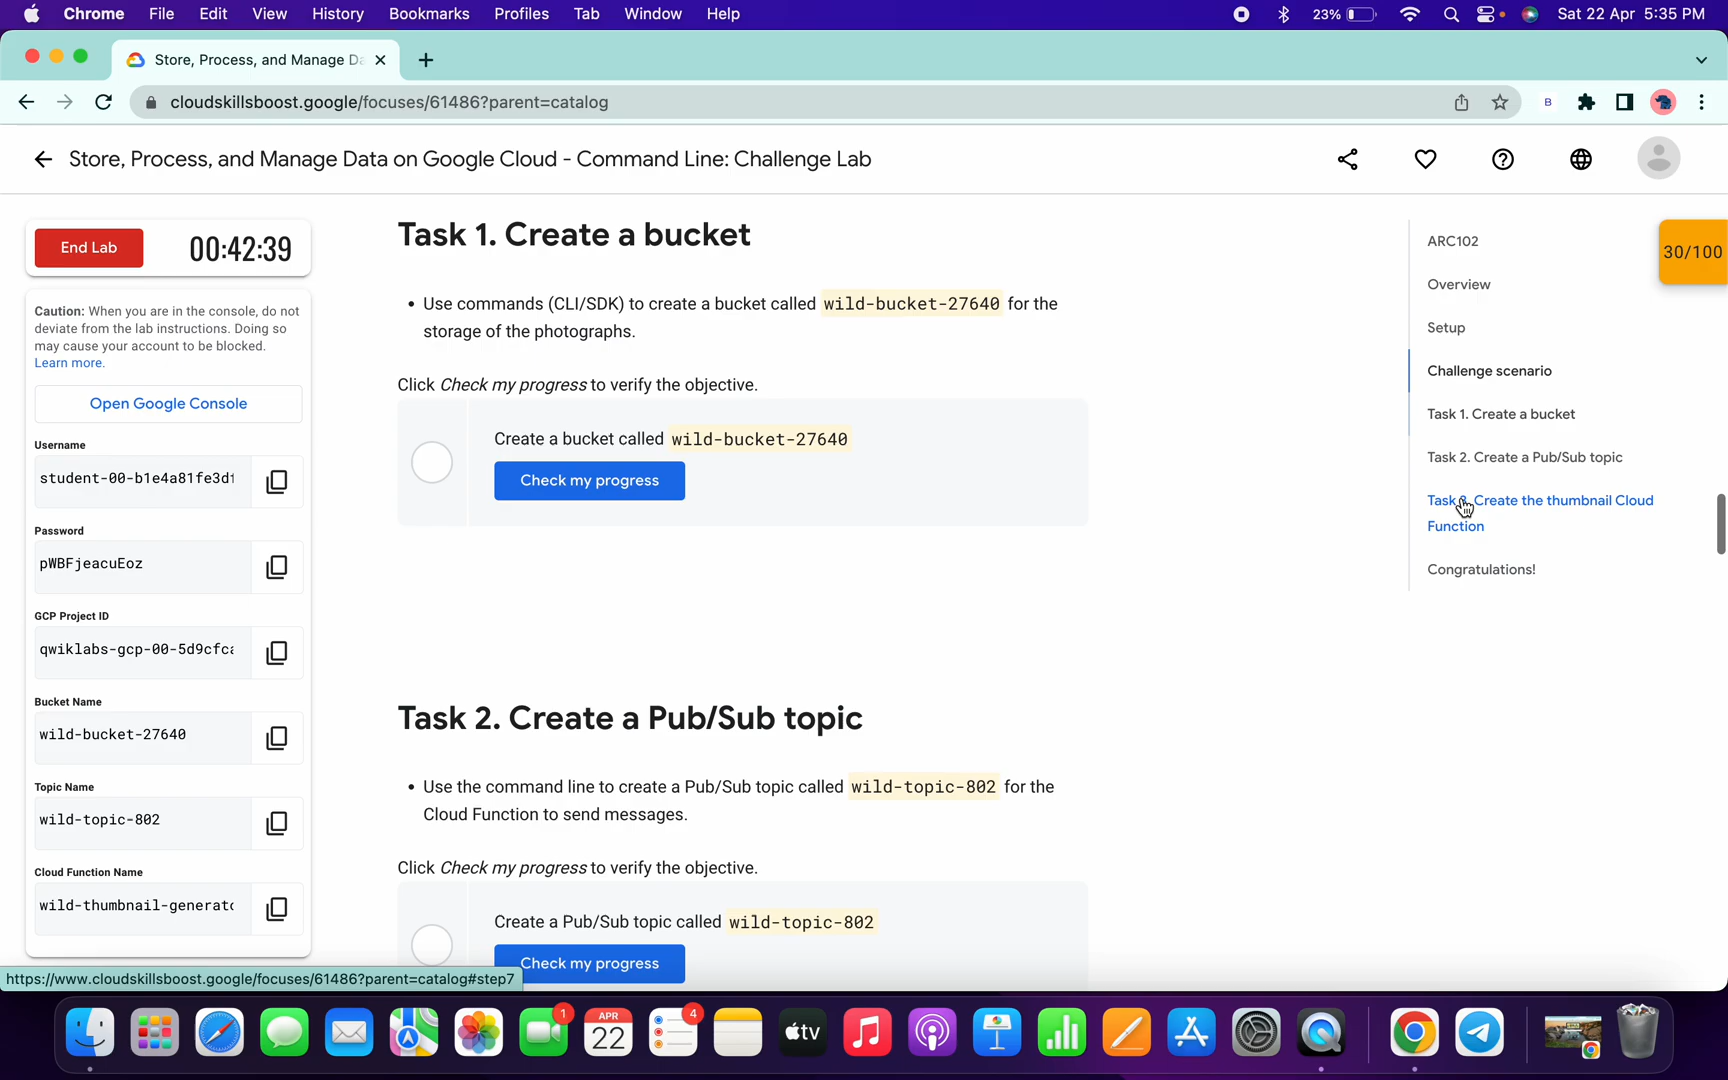 Chrome File Edit View History Bookmarks Profiles Tab Window Help 23% Sat 22 Apr 5:35 PM
Store, Process, and Manage Da
cloudskillsboost.google/focuses/61486?parent=catalog
B
Store, Process, and Manage Data on Google Cloud - Command Line: Challenge Lab
End Lab
00:42:39
Caution: When you are in the console, do not
deviate from the lab instructions. Doing so
may cause your account to be blocked.
Learn more.
Open Google Console
Username
student-00-b1e4a81fe3d
Password
pWBFjeacuEoz
GCP Project ID
qwiklabs-gcp-00-5d9cfc
Bucket Name
wild-bucket-27640
Topic Name
wild-topic-802
Cloud Function Name
wild-thumbnail-generat
Task 1. Create a bucket
• Use commands (CLI/SDK) to create a bucket called wild-bucket-27640 for the
storage of the photographs.
Click Check my progress to verify the objective.
Create a bucket called wild-bucket-27640
Check my progress
Task 2. Create a Pub/Sub topic
• Use the command line to create a Pub/Sub topic called wild-topic-802 for the
Cloud Function to send messages.
Click Check my progress to verify the objective.
Create a Pub/Sub topic called wild-topic-802
Check my progress
ARC102
Overview
Setup
Challenge scenario
Task 1. Create a bucket
Task 2. Create a Pub/Sub topic
Task Create the thumbnail Cloud
Function
Congratulations!
30/100
https://www.cloudskillsboost.google/focuses/61486?parent=catalog#step7
1
APR
22
4
tv